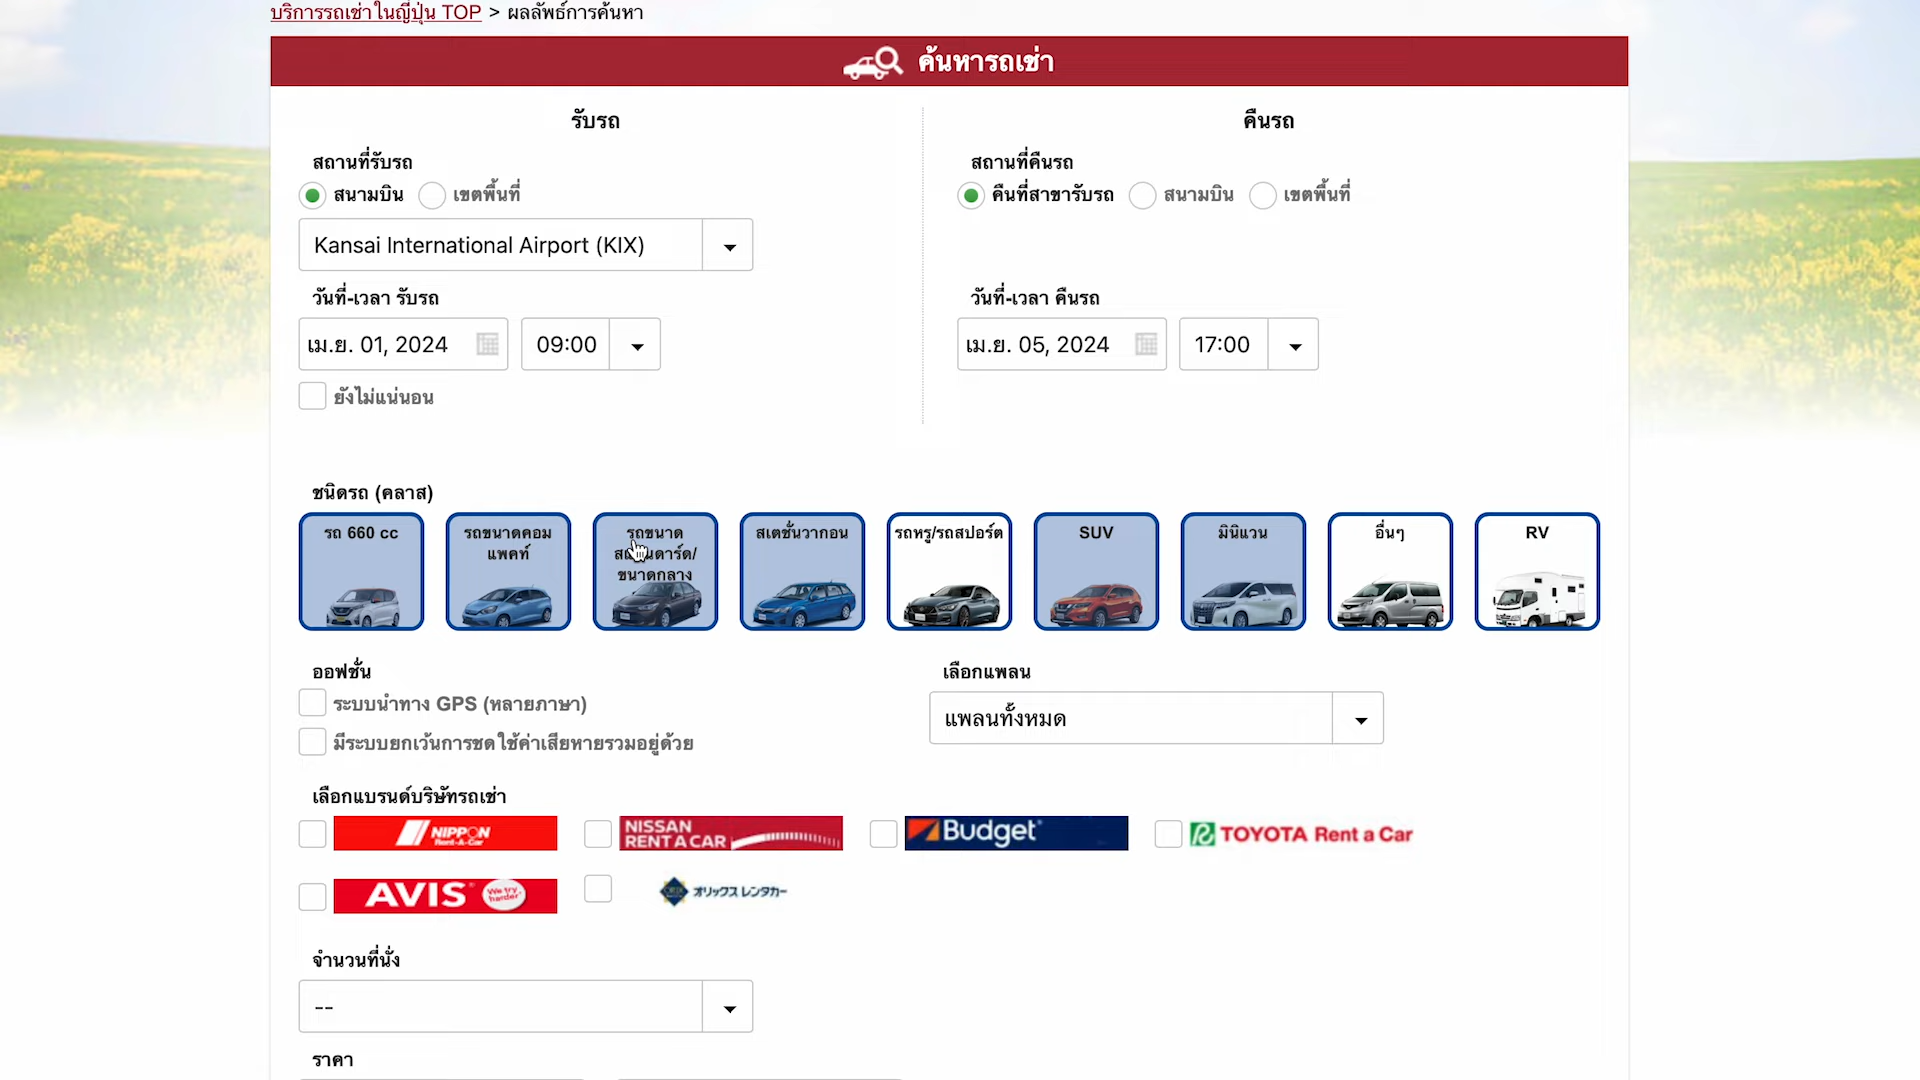 บริการรถเช่าในญี่ปุ่น TOP > ผลลัพธ์การค้นหา
ค้นหารถเช่า
รับรถ
สถานที่รับรถ
สนามบิน เขตพื้นที่
Kansai International Airport (KIX)
วันที่-เวลา รับรถ
เม.ย. 01, 2024 09:00
ยังไม่แน่นอน
คืนรถ
สถานที่คืนรถ
คืนที่สาขารับรถ สนามบิน เขตพื้นที่
วันที่-เวลา คืนรถ
เม.ย. 05, 2024 17:00
ชนิดรถ (คลาส)
รถ 660 cc
รถขนาดคอม
แพคท์
รถขนาด
สแตนดาร์ด/
ขนาดกลาง
สเตชั่นวากอน
รถหรู/รถสปอร์ต
SUV
มินิแวน
อื่นๆ
RV
ออฟชั่น
ระบบนำทาง GPS (หลายภาษา)
มีระบบยกเว้นการชดใช้ค่าเสียหายรวมอยู่ด้วย
เลือกแพลน
แพลนทั้งหมด
เลือกแบรนด์บริษัทรถเช่า
NIPPON
Rent-A-Car
NISSAN
RENT A CAR
Budget
TOYOTA Rent a Car
AVIS We try harder.
ORIX オリックスレンタカー
จำนวนที่นั่ง
--
ราคา